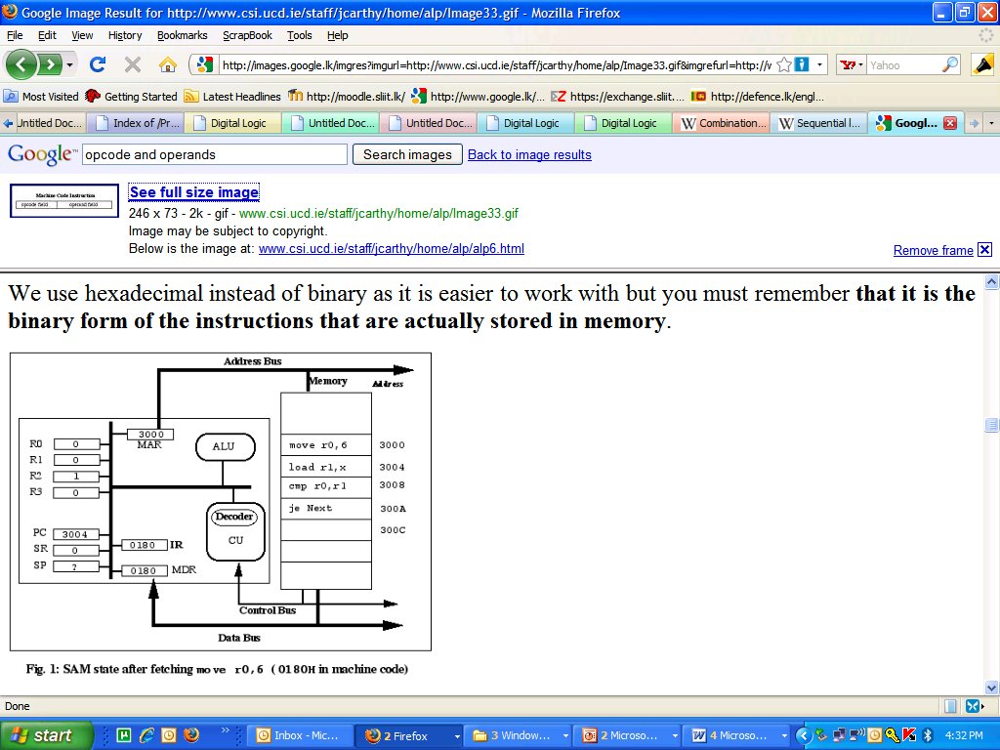 Google Image Result for http://www.csi.ucd.ie/staff/jcarthy/home/alp/Image33.gif - Mozilla Firefox
File Edit View History Bookmarks ScrapBook Tools Help
http://images.google.lk/imgres?imgurl=http://www.csi.ucd.ie/staff/jcarthy/home/alp/Image33.gif&imgrefurl=http://v Yahoo
Most Visited Getting Started Latest Headlines http://moodle.sliit.lk/ http://www.google.lk/... https://exchange.sliit.... http://defence.lk/engl...
Untitled Doc... Index of /Pr... Digital Logic Untitled Doc... Untitled Doc... Digital Logic Digital Logic Combination... Sequential l... Googl...
Google opcode and operands Search images Back to image results
Machine Code Instruction
opcode field operand field
See full size image
246 x 73 - 2k - gif - www.csi.ucd.ie/staff/jcarthy/home/alp/Image33.gif
Image may be subject to copyright.
Below is the image at: www.csi.ucd.ie/staff/jcarthy/home/alp/alp6.html
Remove frame
We use hexadecimal instead of binary as it is easier to work with but you must remember that it is the
binary form of the instructions that are actually stored in memory.
Address Bus
Memory Address
3000
MAR
ALU
R0 0
R1 0
R2 1
R3 0
move r0,6 3000
load r1,x 3004
cmp r0,r1 3008
je Next 300A
300C
Decoder
CU
PC 3004
SR 0
SP ?
0180 IR
0180 MDR
Control Bus
Data Bus
Fig. 1: SAM state after fetching move r0,6 (0180H in machine code)
Done
start Inbox - Mic... 2 Firefox 3 Window... 2 Microso... 4 Microso... 4:32 PM